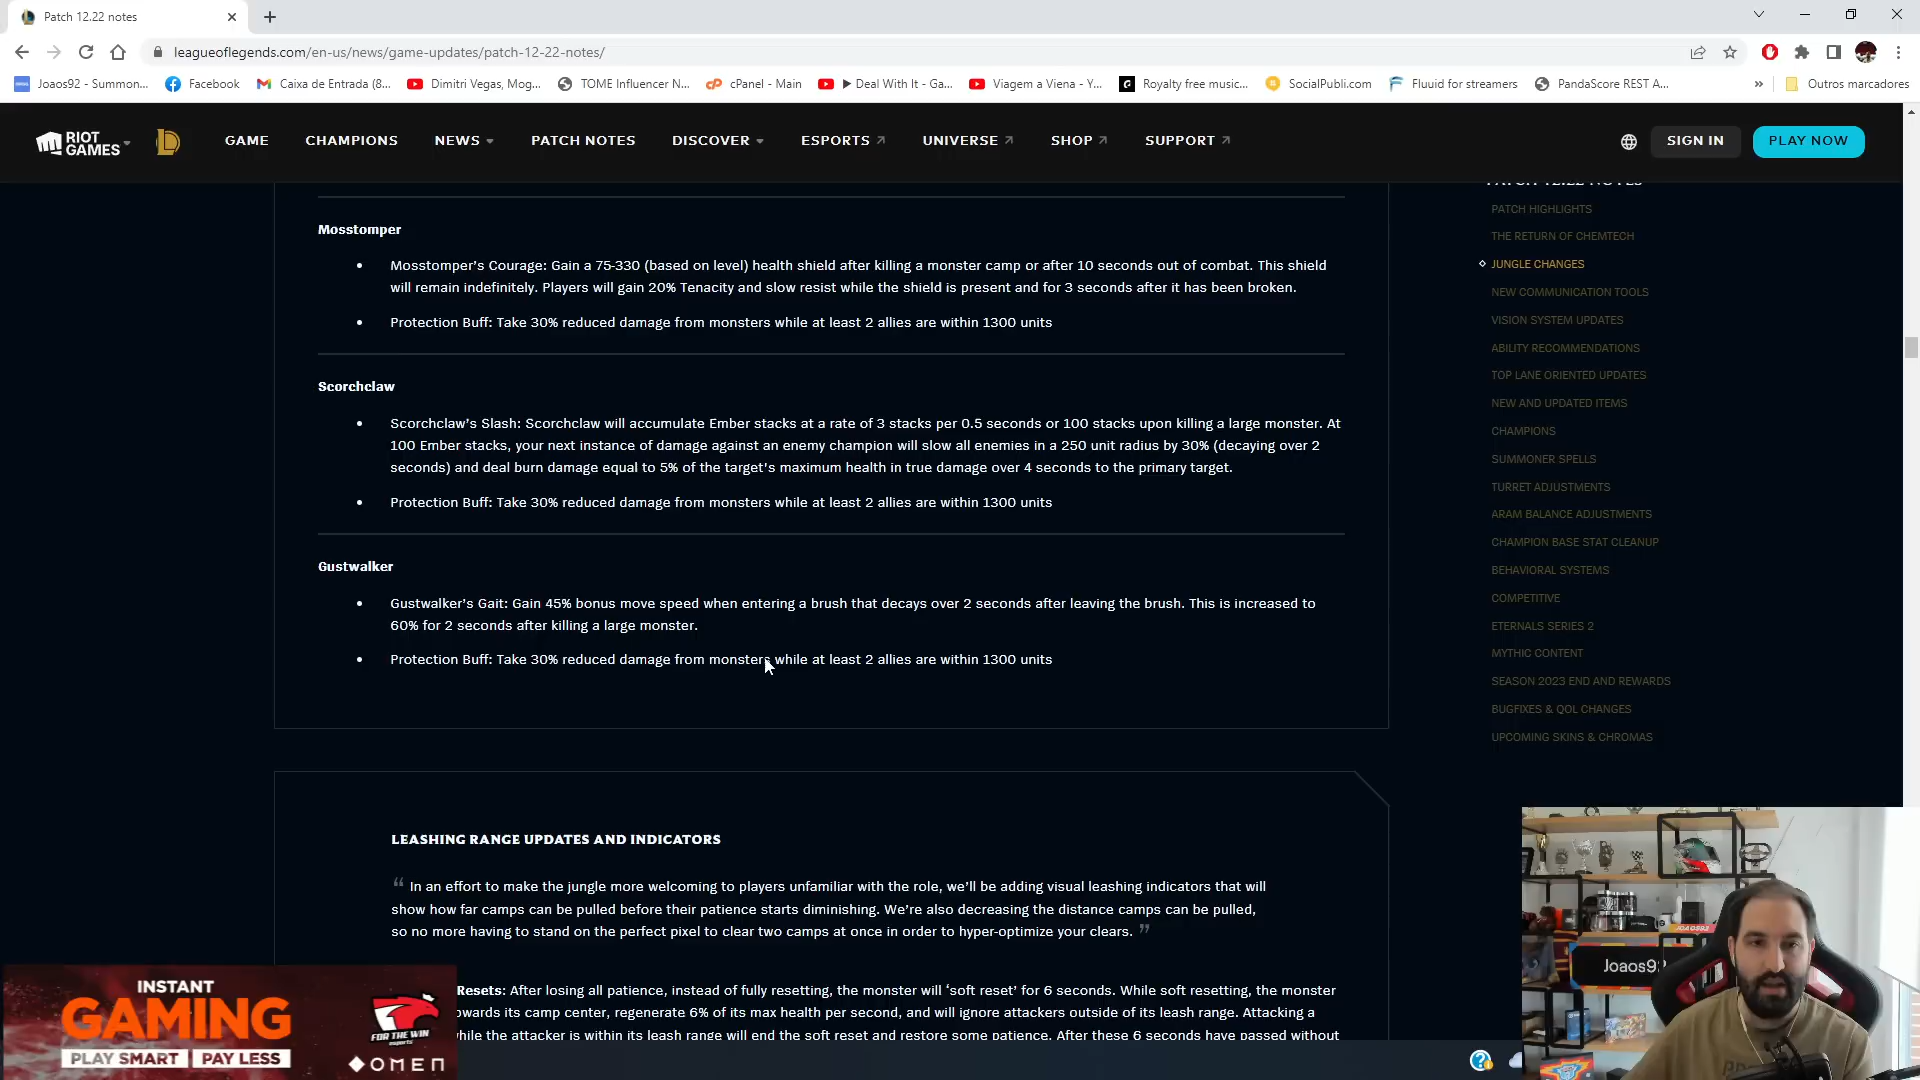 Patch 12.22 notes
leagueoflegends.com/en-us/news/game-updates/patch-12-22-notes/
Joaos92 - Summon...
Facebook
Caixa de Entrada (8...
Dimitri Vegas, Mog...
TOME Influencer N...
cPanel - Main
▶ Deal With It - Ga...
Viagem a Viena - Y...
Royalty free music...
SocialPubli.com
Fluuid for streamers
PandaScore REST A...
»
Outros marcadores
RIOT
GAMES
GAME
CHAMPIONS
NEWS
PATCH NOTES
DISCOVER
ESPORTS
UNIVERSE
SHOP
SUPPORT
SIGN IN
PLAY NOW
Mosstomper
• Mosstomper's Courage: Gain a 75-330 (based on level) health shield after killing a monster camp or after 10 seconds out of combat. This shield
will remain indefinitely. Players will gain 20% Tenacity and slow resist while the shield is present and for 3 seconds after it has been broken.
• Protection Buff: Take 30% reduced damage from monsters while at least 2 allies are within 1300 units
Scorchclaw
• Scorchclaw's Slash: Scorchclaw will accumulate Ember stacks at a rate of 3 stacks per 0.5 seconds or 100 stacks upon killing a large monster. At
100 Ember stacks, your next instance of damage against an enemy champion will slow all enemies in a 250 unit radius by 30% (decaying over 2
seconds) and deal burn damage equal to 5% of the target's maximum health in true damage over 4 seconds to the primary target.
• Protection Buff: Take 30% reduced damage from monsters while at least 2 allies are within 1300 units
Gustwalker
• Gustwalker's Gait: Gain 45% bonus move speed when entering a brush that decays over 2 seconds after leaving the brush. This is increased to
60% for 2 seconds after killing a large monster.
• Protection Buff: Take 30% reduced damage from monsters while at least 2 allies are within 1300 units
LEASHING RANGE UPDATES AND INDICATORS
“ In an effort to make the jungle more welcoming to players unfamiliar with the role, we'll be adding visual leashing indicators that will
show how far camps can be pulled before their patience starts diminishing. We're also decreasing the distance camps can be pulled,
so no more having to stand on the perfect pixel to clear two camps at once in order to hyper-optimize your clears. ”
Resets: After losing all patience, instead of fully resetting, the monster will ‘soft reset’ for 6 seconds. While soft resetting, the monster
owards its camp center, regenerate 6% of its max health per second, and will ignore attackers outside of its leash range. Attacking a
while the attacker is within its leash range will end the soft reset and restore some patience. After these 6 seconds have passed without
PATCH 12.22 NOTES
PATCH HIGHLIGHTS
THE RETURN OF CHEMTECH
JUNGLE CHANGES
NEW COMMUNICATION TOOLS
VISION SYSTEM UPDATES
ABILITY RECOMMENDATIONS
TOP LANE ORIENTED UPDATES
NEW AND UPDATED ITEMS
CHAMPIONS
SUMMONER SPELLS
TURRET ADJUSTMENTS
ARAM BALANCE ADJUSTMENTS
CHAMPION BASE STAT CLEANUP
BEHAVIORAL SYSTEMS
COMPETITIVE
ETERNALS SERIES 2
MYTHIC CONTENT
SEASON 2023 END AND REWARDS
BUGFIXES & QOL CHANGES
UPCOMING SKINS & CHROMAS
INSTANT
GAMING
PLAY SMART
PAY LESS
FOR THE WIN
esports
OMEN
JOAOS92
Joaos92